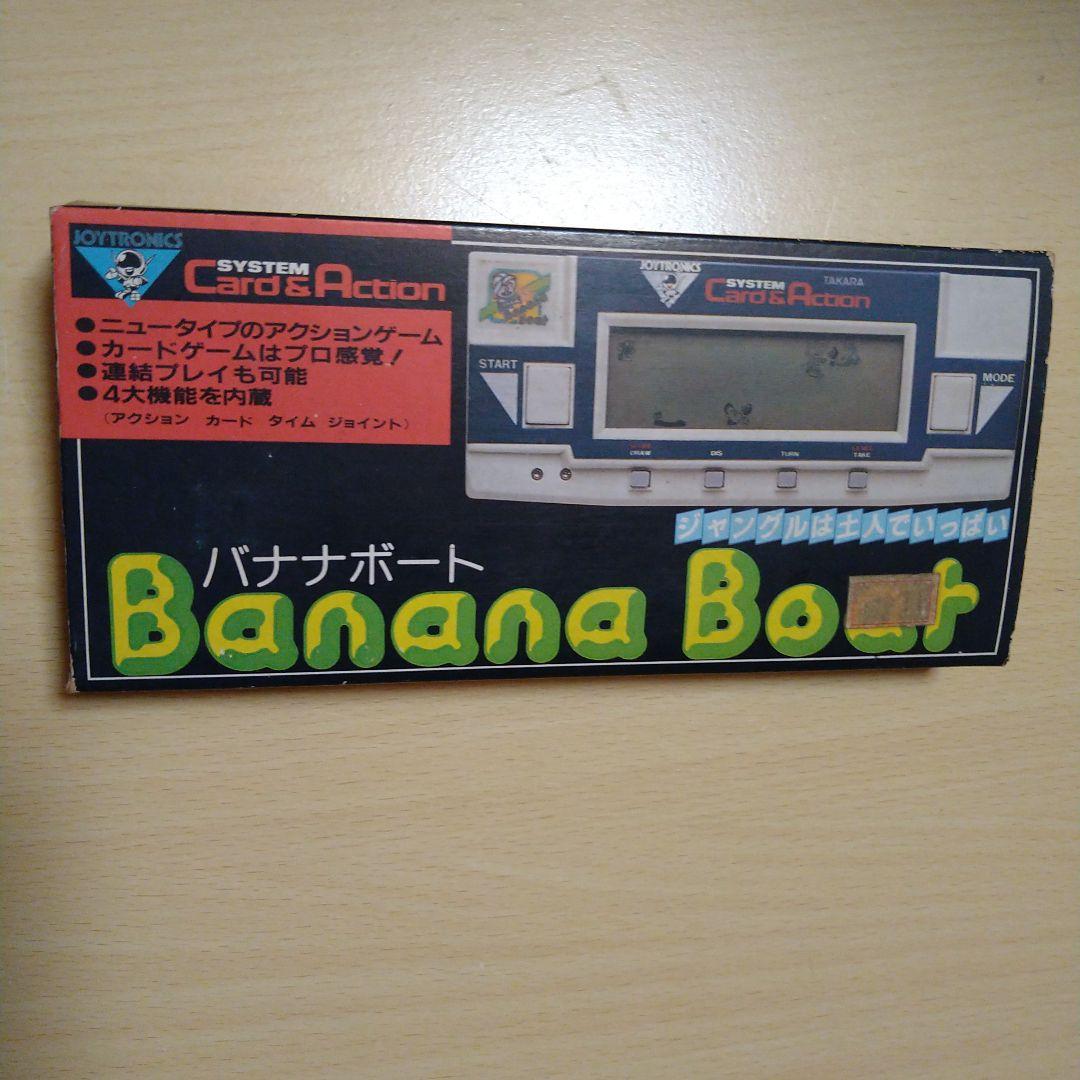 JOYTRONICS
SYSTEM
Card & Action
●ニュータイプのアクションゲーム
●カードゲームはプロ感覚！
●連結プレイも可能
●4大機能を内蔵
（アクション カード タイム ジョイント）
JOYTRONICS
SYSTEM
Card & Action
TAKARA
START
MODE
DRAW
DIS
TURN
LEVEL
TAKE
ジャングルは土人でいっぱい
バナナボート
Banana Boat